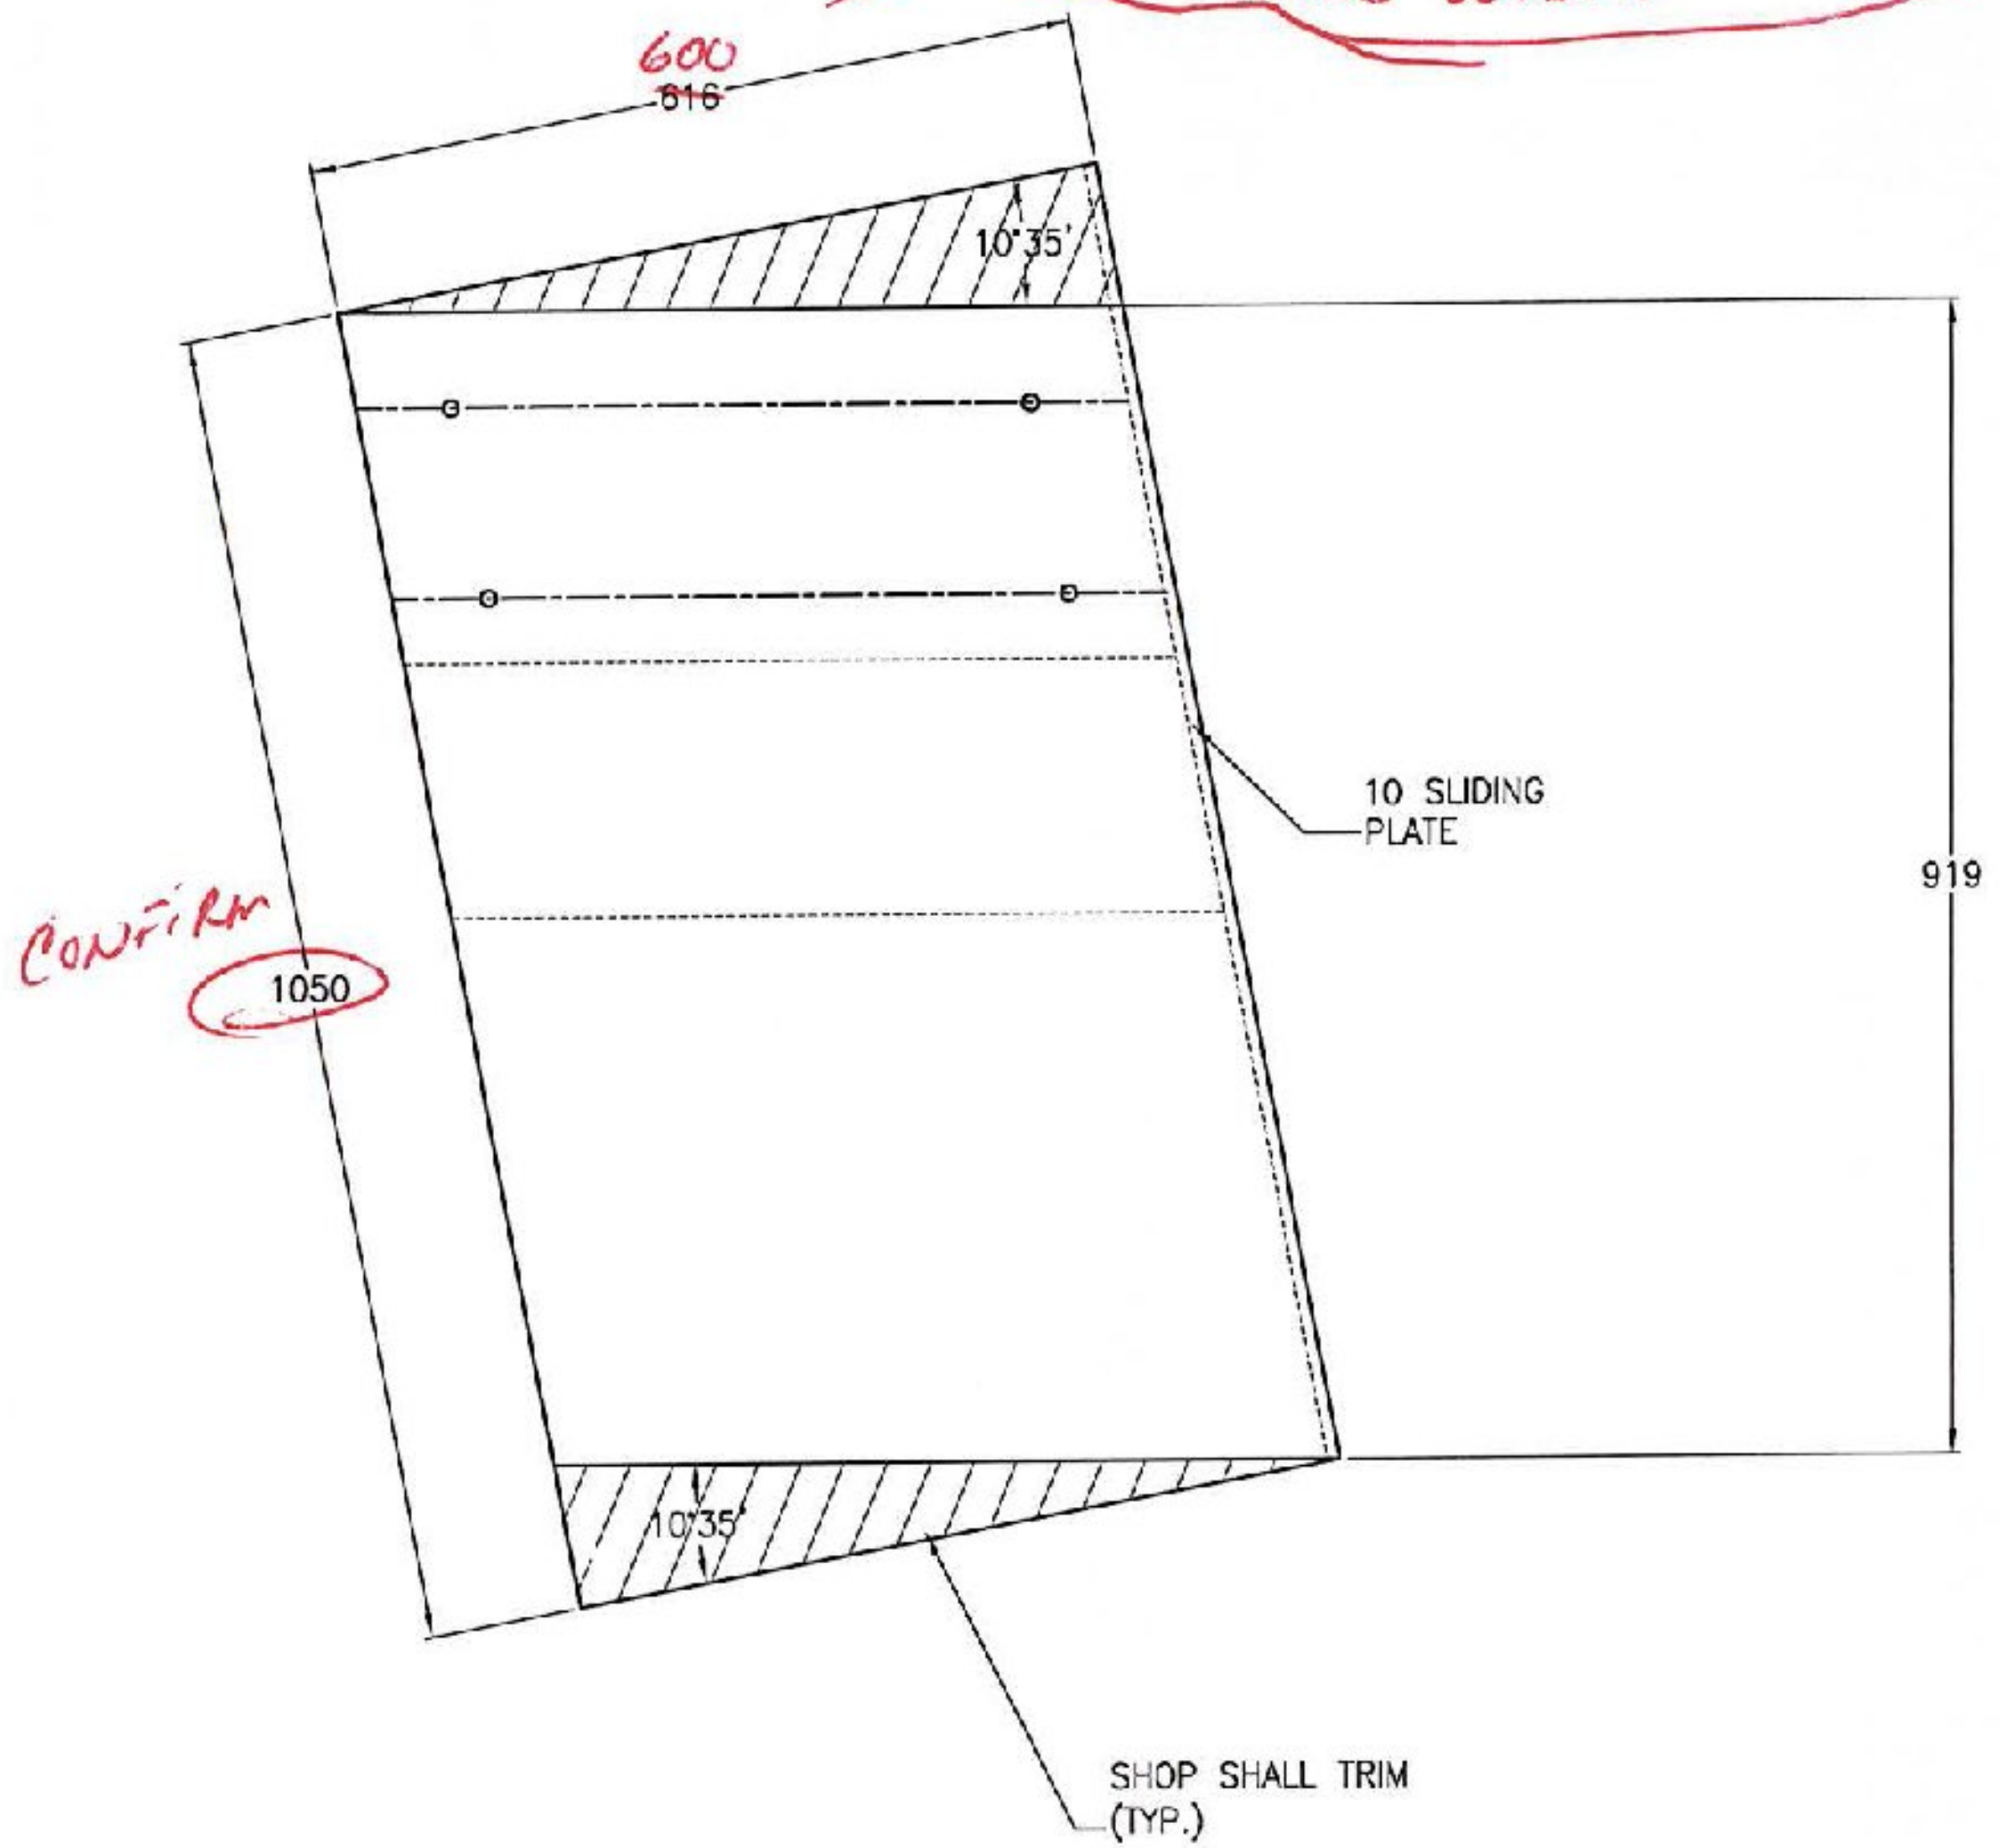 600
616
10°35'
10 SLIDING
PLATE
919
CONFIRM
1050
10°35'
SHOP SHALL TRIM
(TYP.)